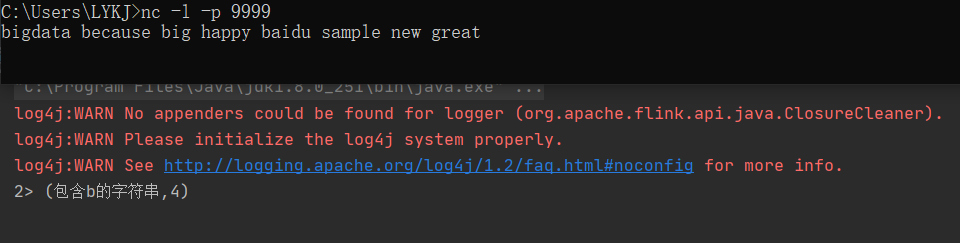 C:\Users\LYKJ>nc -l -p 9999
bigdata because big happy baidu sample new great
C:\Program Files\Java\jdk1.8.0_251\bin\java.exe" ...
log4j:WARN No appenders could be found for logger (org.apache.flink.api.java.ClosureCleaner).
log4j:WARN Please initialize the log4j system properly.
log4j:WARN See http://logging.apache.org/log4j/1.2/faq.html#noconfig for more info.
2> (包含b的字符串,4)